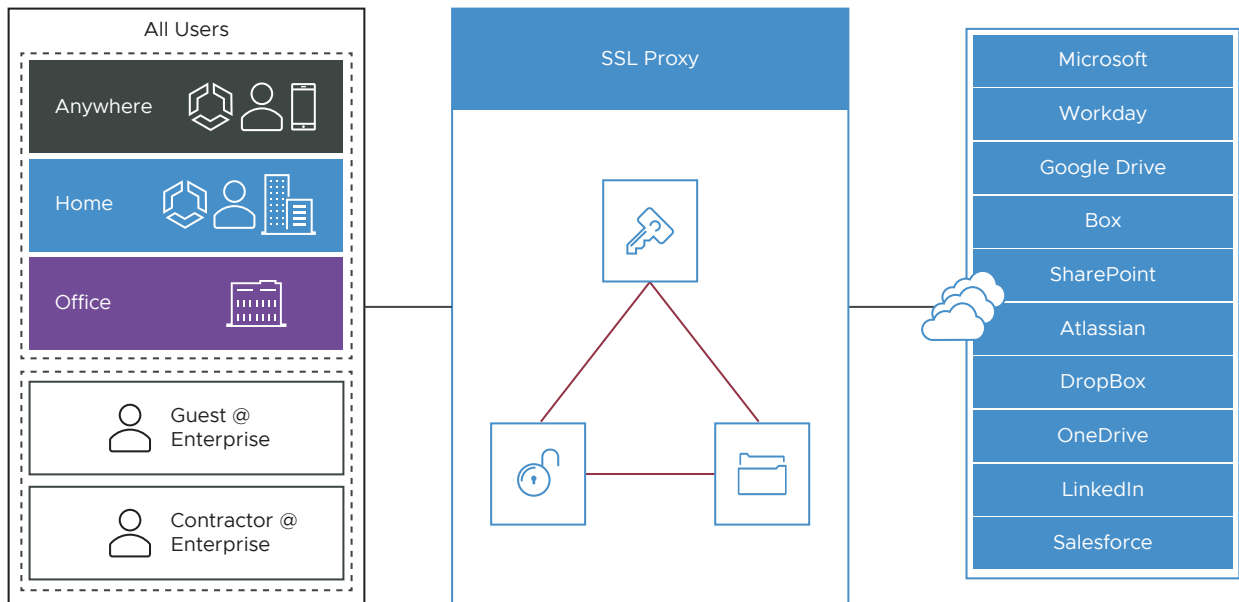 All Users
Anywhere
Home
Office
Guest @
Enterprise
Contractor @
Enterprise
SSL Proxy
Microsoft
Workday
Google Drive
Box
SharePoint
Atlassian
DropBox
OneDrive
LinkedIn
Salesforce